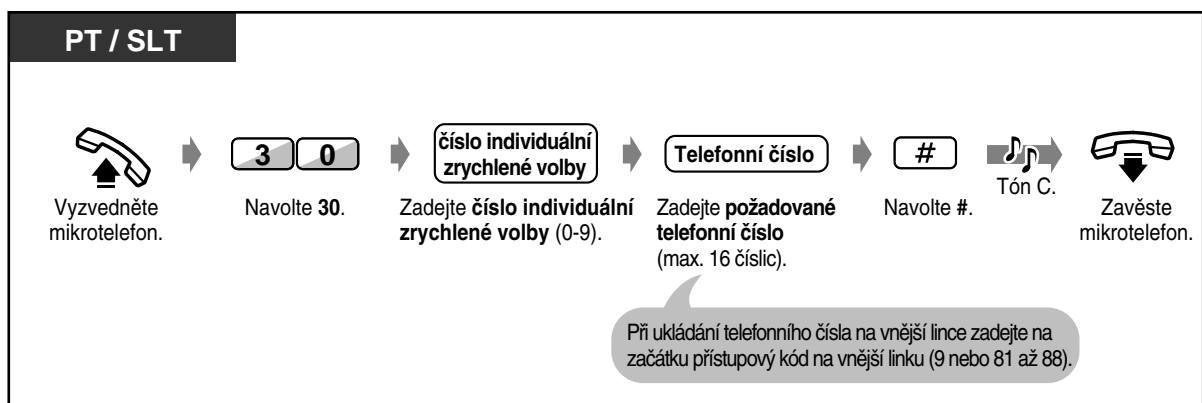 PT / SLT
3 0
číslo individuální
zrychlené volby
Telefonní číslo
#
Vyzvedněte
mikrotelefon.
Navolte 30.
Zadejte číslo individuální
zrychlené volby (0-9).
Zadejte požadované
telefonní číslo
(max. 16 číslic).
Navolte #.
Tón C.
Zavěste
mikrotelefon.
Při ukládání telefonního čísla na vnější lince zadejte na
začátku přístupový kód na vnější linku (9 nebo 81 až 88).